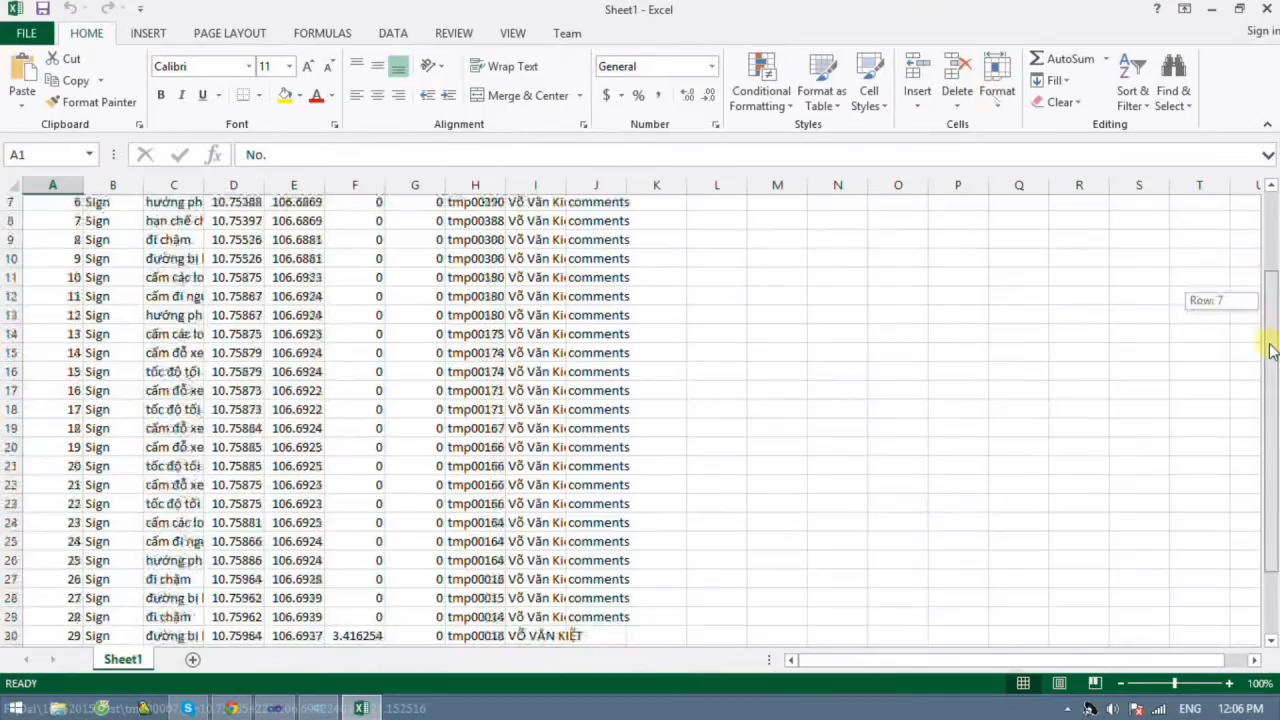 Sheet1 - Excel
Sign in
FILE HOME INSERT PAGE LAYOUT FORMULAS DATA REVIEW VIEW Team
Paste
Cut
Copy
Format Painter
Clipboard
Calibri 11
B I U
Font
Wrap Text
Merge & Center
Alignment
General
$ % ,
Number
Conditional Formatting
Format as Table
Cell Styles
Styles
Insert Delete Format
Cells
AutoSum
Fill
Clear
Sort & Filter
Find & Select
Editing
A1 fx No.
A B C D E F G H I J K L M N O P Q R S T U
7 6 Sign hướng ph 0 0 Võ Văn Ki comments
8 7 Sign hạn chế c 10.75397 106.6869 0 0 tmp00388 Võ Văn Ki comments
9 8 Sign đi chậm 10.75526 106.6881 0 0 tmp00300 Võ Văn Ki comments
10 9 Sign đường bị 10.75526 106.6881 0 0 tmp00300 Võ Văn Ki comments
11 10 Sign cấm các lo 10.75875 0 0 tmp00180 Võ Văn Ki comments
12 11 Sign cấm đi ng 10.75867 106.6924 0 0 tmp00180 Võ Văn Ki comments
13 12 Sign hướng ph 10.75867 106.6924 0 0 tmp00180 Võ Văn Ki comments
14 13 Sign cấm các lo 10.75875 0 0 Võ Văn Ki comments
15 14 Sign cấm đỗ xe 10.75879 106.6924 0 0 tmp00174 Võ Văn Ki comments
16 15 Sign tốc độ tối 10.75879 106.6924 0 0 tmp00174 Võ Văn Ki comments
17 16 Sign cấm đỗ xe 10.75873 106.6922 0 0 tmp00171 Võ Văn Ki comments
18 17 Sign tốc độ tối 10.75873 106.6922 0 0 tmp00171 Võ Văn Ki comments
19 18 Sign cấm đỗ xe 10.75864 106.6924 0 0 tmp00167 Võ Văn Ki comments
20 19 Sign cấm đỗ xe 10.75885 106.6925 0 0 tmp00166 Võ Văn Ki comments
21 20 Sign tốc độ tối 10.75885 106.6925 0 0 tmp00166 Võ Văn Ki comments
22 21 Sign cấm đỗ xe 10.75875 106.6923 0 0 tmp00166 Võ Văn Ki comments
23 22 Sign tốc độ tối 10.75875 106.6923 0 0 tmp00166 Võ Văn Ki comments
24 23 Sign cấm các lo 10.75881 106.6925 0 0 tmp00164 Võ Văn Ki comments
25 24 Sign cấm đi ng 10.75866 106.6924 0 0 tmp00164 Võ Văn Ki comments
26 25 Sign hướng ph 10.75886 106.6924 0 0 tmp00164 Võ Văn Ki comments
27 26 Sign đi chậm 10.75964 0 0 Võ Văn Ki comments
28 27 Sign đường bị 10.75962 106.6939 0 0 tmp00015 Võ Văn Ki comments
29 28 Sign đi chậm 10.75962 106.6939 0 0 tmp00014 Võ Văn Ki comments
30 29 Sign đường bị 10.75964 106.6937 3.416254 0 VÕ VĂN KIỆT
Row: 7
Sheet1
READY
100%
ENG 12:06 PM